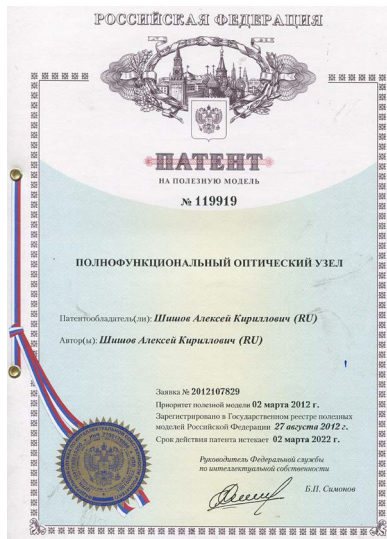 РОССИЙСКАЯ ФЕДЕРАЦИЯ
ПАТЕНТ
НА ПОЛЕЗНУЮ МОДЕЛЬ
№ 119919
ПОЛНОФУНКЦИОНАЛЬНЫЙ ОПТИЧЕСКИЙ УЗЕЛ
Патентообладатель(ли): Шишов Алексей Кириллович (RU)
Автор(ы): Шишов Алексей Кириллович (RU)
Заявка № 2012107829
Приоритет полезной модели 02 марта 2012 г.
Зарегистрировано в Государственном реестре полезных
моделей Российской Федерации 27 августа 2012 г.
Срок действия патента истекает 02 марта 2022 г.
Руководитель Федеральной службы
по интеллектуальной собственности
Б.П. Симонов